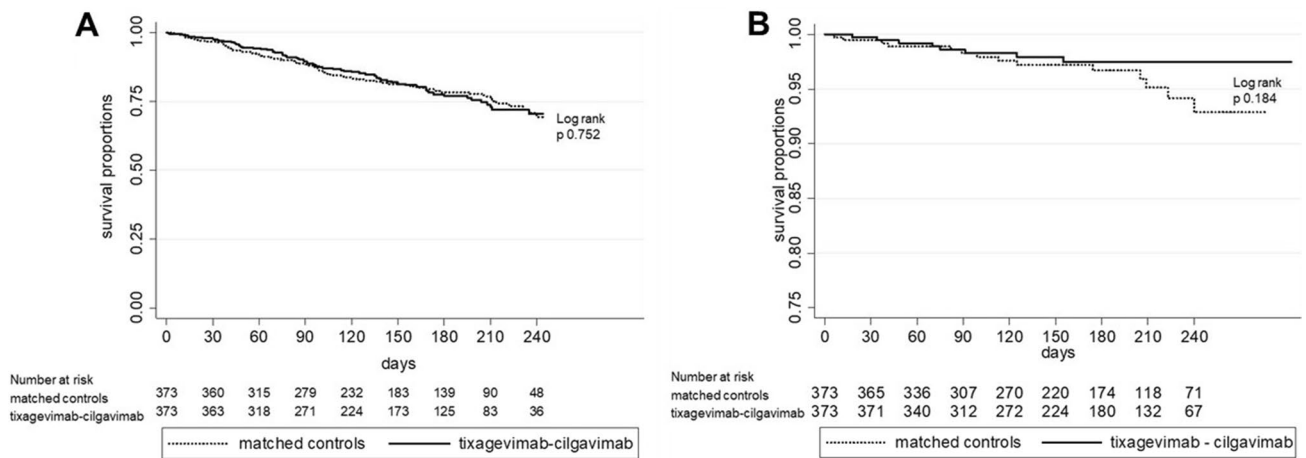 A
survival proportions
1.00
0.75
0.50
0.25
0.00
Log rank
p 0.752
0 30 60 90 120 150 180 210 240
days
Number at risk
matched controls 373 360 315 279 232 183 139 90 48
tixagevimab-cilgavimab 373 363 318 271 224 173 125 83 36
matched controls tixagevimab-cilgavimab
B
survival proportions
1.00
0.95
0.90
0.85
0.80
0.75
Log rank
p 0.184
0 30 60 90 120 150 180 210 240
days
Number at risk
matched controls 373 365 336 307 270 220 174 118 71
tixagevimab-cilgavimab 373 371 340 312 272 224 180 132 67
matched controls tixagevimab - cilgavimab